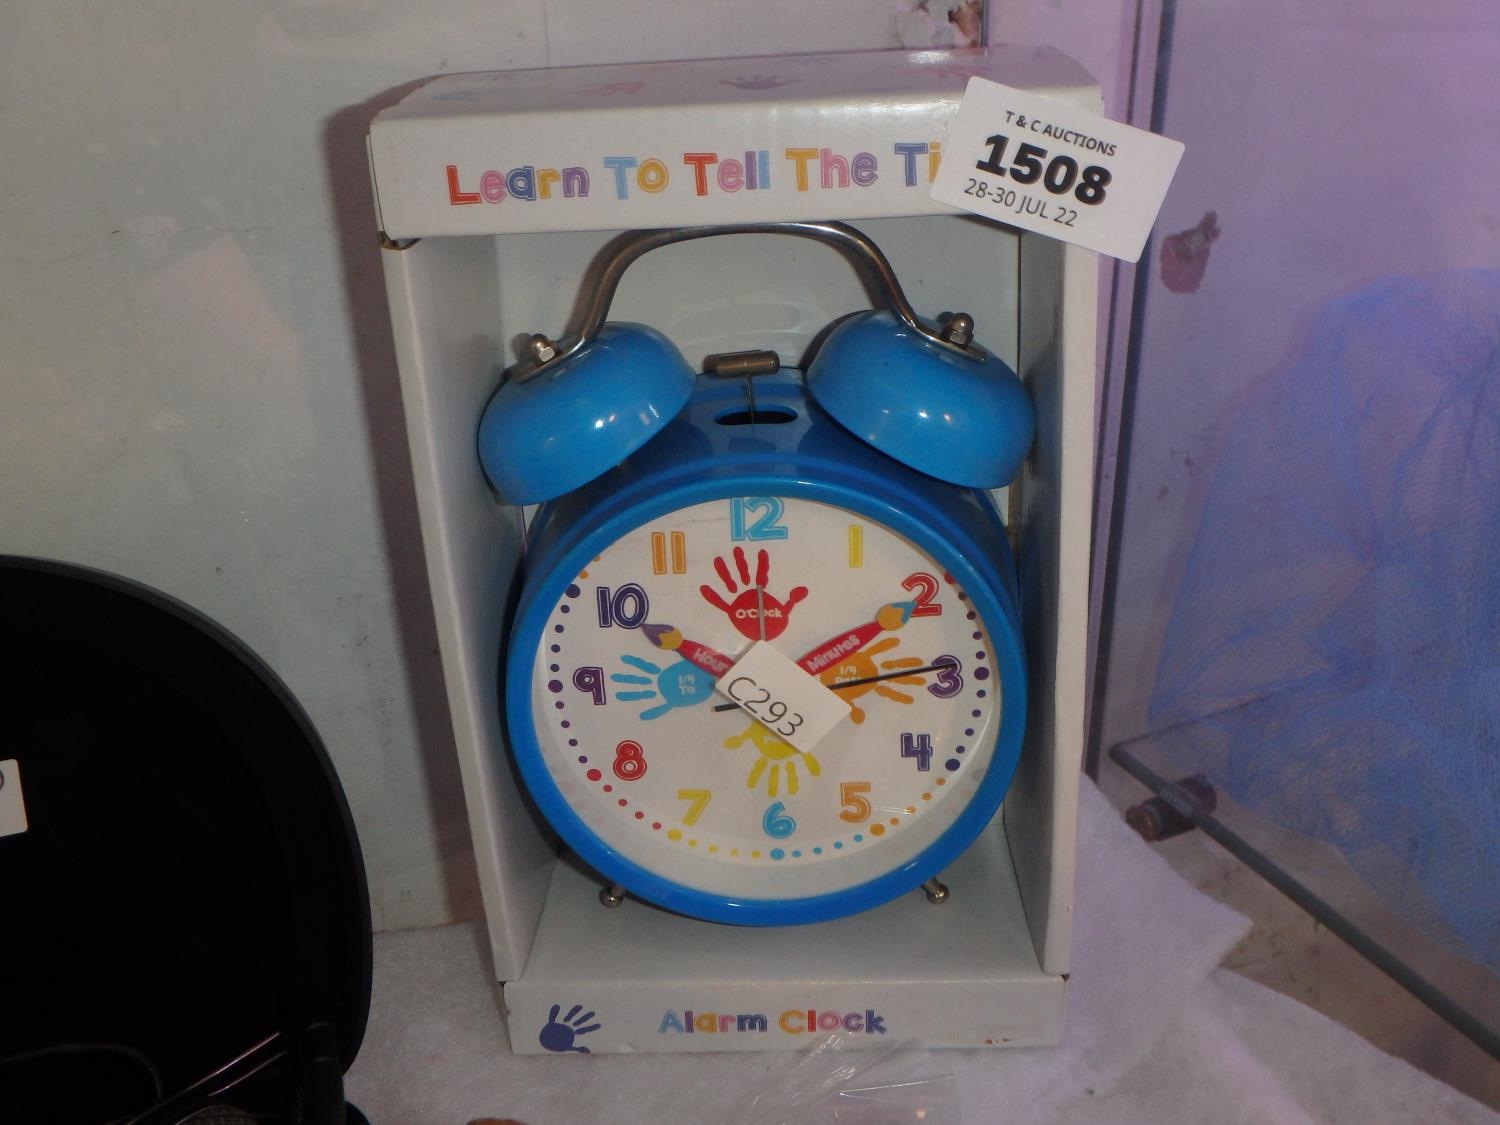 Learn To Tell The Ti
T & C AUCTIONS
1508
28-30 JUL 22
12
11
1
10
2
O'Clock
Hour
Minutes
9
1/4
To
1/4
3
C293
8
4
7
5
6
Alarm Clock